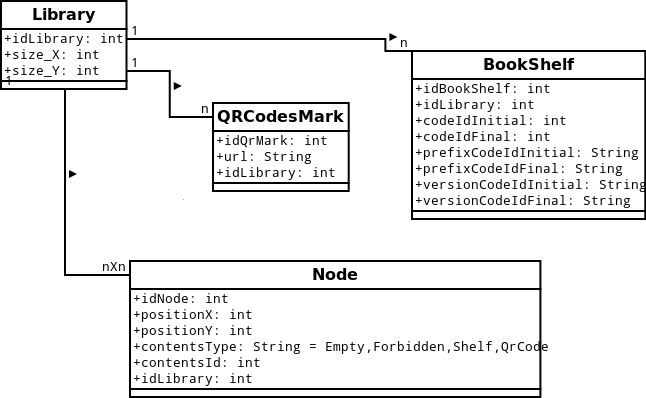 Library
+idLibrary: int
+size_X: int
+size_Y: int
1
1
1
n
BookShelf
+idBookShelf: int
+idLibrary: int
+codeIdInitial: int
+codeIdFinal: int
+prefixCodeIdInitial: String
+prefixCodeIdFinal: String
+versionCodeIdInitial: String
+versionCodeIdFinal: String
n
QRCodesMark
+idQrMark: int
+url: String
+idLibrary: int
nXn
Node
+idNode: int
+positionX: int
+positionY: int
+contentsType: String = Empty,Forbidden,Shelf,QrCode
+contentsId: int
+idLibrary: int